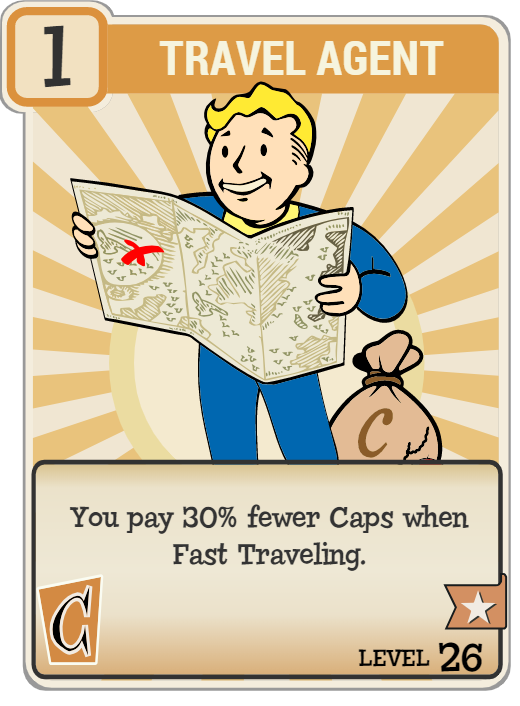 1
TRAVEL AGENT
X
C
You pay 30% fewer Caps when
Fast Traveling.
C
LEVEL 26